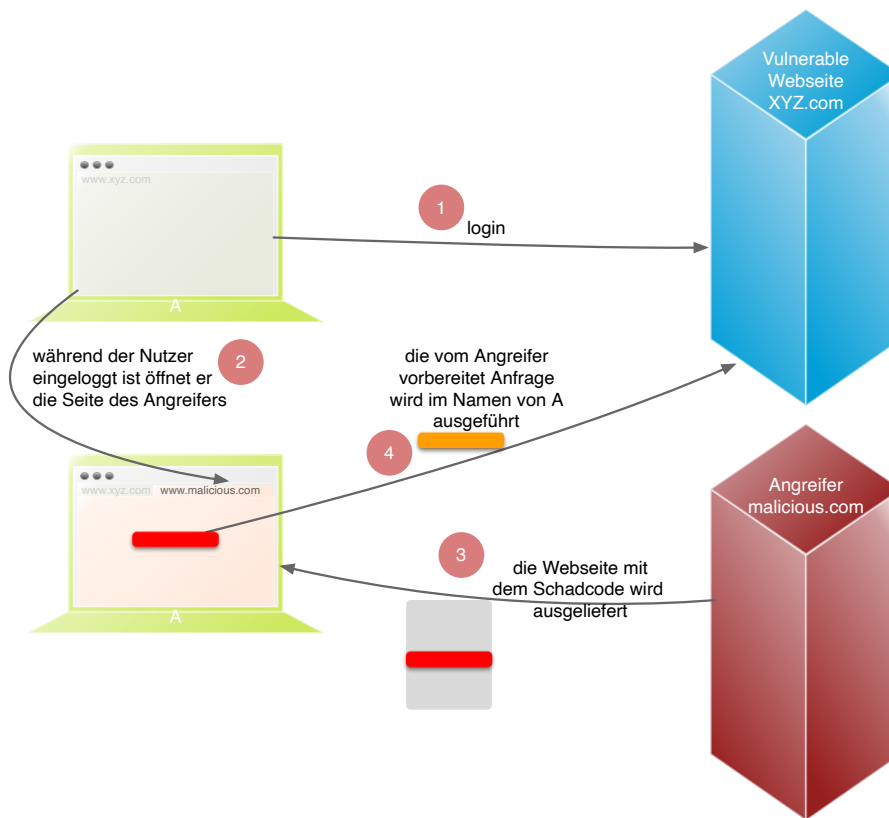 Vulnerable
Webseite
XYZ.com
www.xyz.com
1
login
A
während der Nutzer
eingeloggt ist öffnet er
die Seite des Angreifers
2
die vom Angreifer
vorbereitet Anfrage
wird im Namen von A
ausgeführt
4
www.xyz.com
www.malicious.com
A
3
die Webseite mit
dem Schadcode wird
ausgeliefert
Angreifer
malicious.com